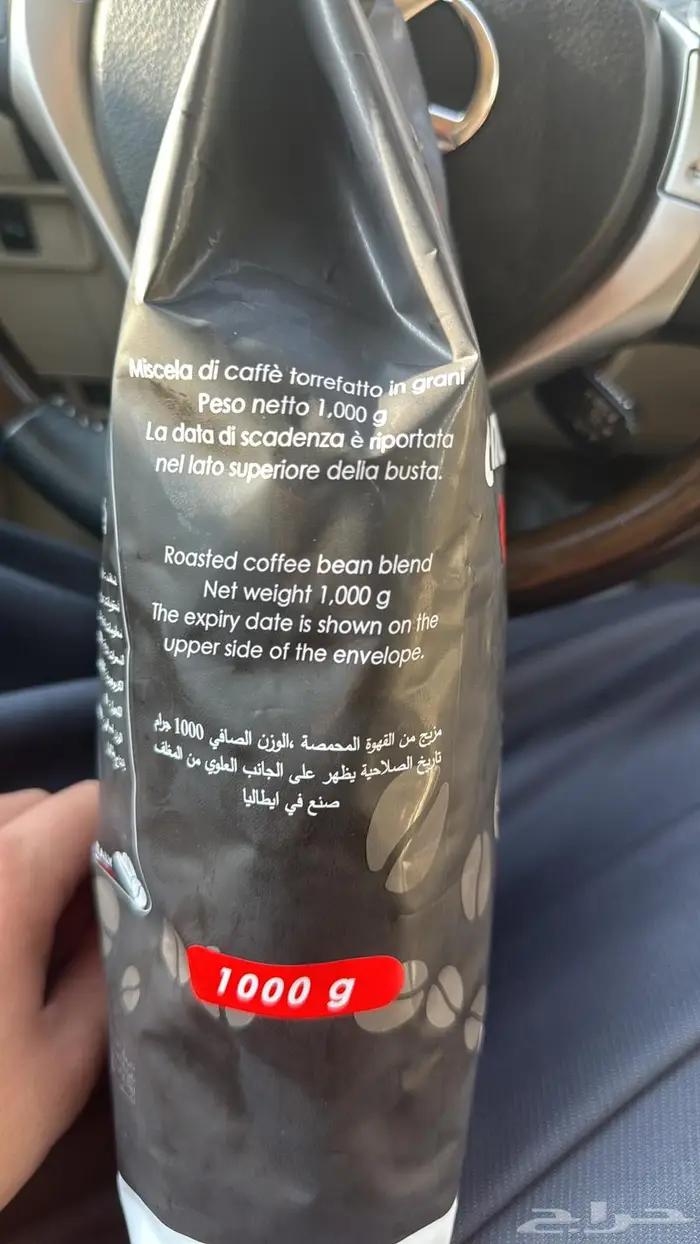 Miscela di caffè torrefatto in grani
Peso netto 1,000 g
La data di scadenza è riportata
nel lato superiore della busta.
Roasted coffee bean blend
Net weight 1,000 g
The expiry date is shown on the
upper side of the envelope.
مزيج من القهوة المحمصة ،الوزن الصافي 1000 جرام
تاريخ الصلاحية يظهر على الجانب العلوي من المغلف
صنع في ايطاليا
1000 g
حراج